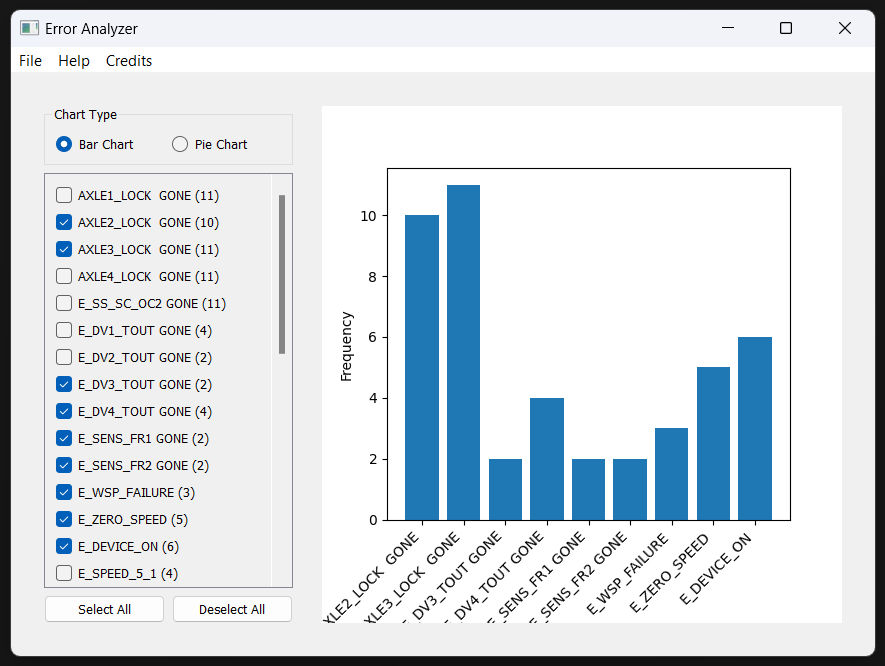 Error Analyzer
File Help Credits
Chart Type
Bar Chart
Pie Chart
AXLE1_LOCK  GONE (11)
AXLE2_LOCK  GONE (10)
AXLE3_LOCK  GONE (11)
AXLE4_LOCK  GONE (11)
E_SS_SC_OC2 GONE (11)
E_DV1_TOUT GONE (4)
E_DV2_TOUT GONE (2)
E_DV3_TOUT GONE (2)
E_DV4_TOUT GONE (4)
E_SENS_FR1 GONE (2)
E_SENS_FR2 GONE (2)
E_WSP_FAILURE (3)
E_ZERO_SPEED (5)
E_DEVICE_ON (6)
E_SPEED_5_1 (4)
Select All
Deselect All
Frequency
10
8
6
4
2
0
XLE2_LOCK  GONE
XLE3_LOCK  GONE
_DV3_TOUT GONE
_DV4_TOUT GONE
E_SENS_FR1 GONE
E_SENS_FR2 GONE
E_WSP_FAILURE
E_ZERO_SPEED
E_DEVICE_ON